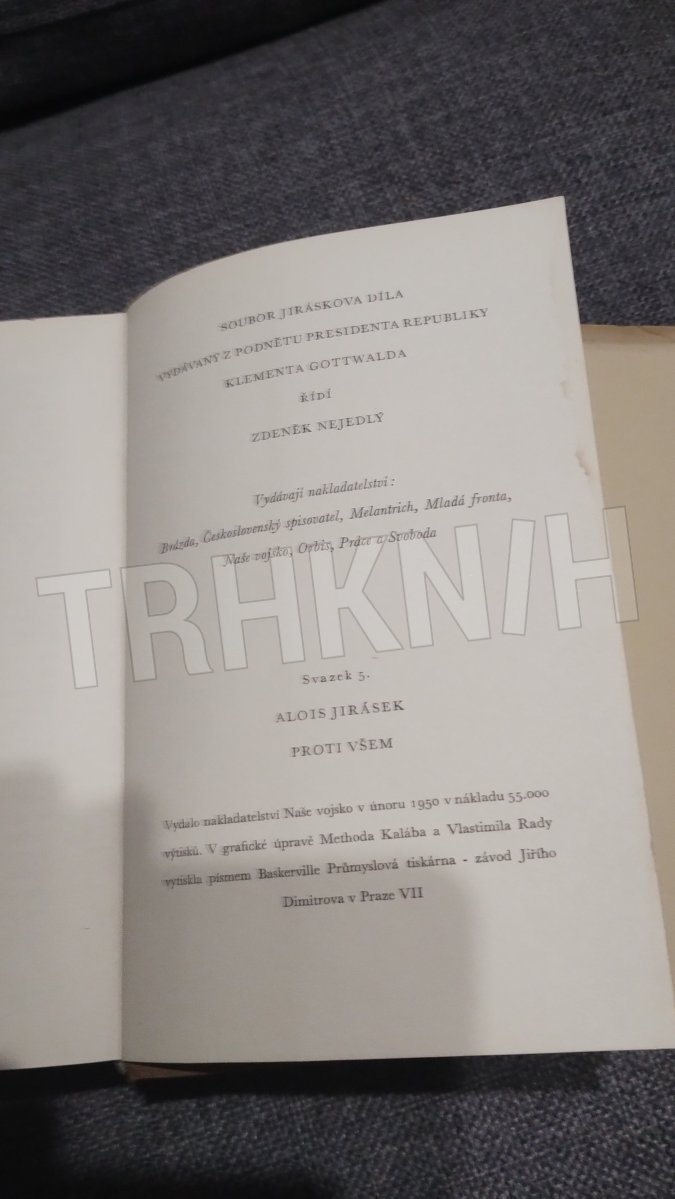 SOUBOR JIRÁSKOVA DÍLA
VYDÁVANÝ Z PODNĚTU PRESIDENTA REPUBLIKY
KLEMENTA GOTTWALDA
ŘÍDÍ
ZDENĚK NEJEDLÝ
Vydávají nakladatelství:
Brázda, Československý spisovatel, Melantrich, Mladá fronta,
Naše vojsko, Orbis, Práce a Svoboda
TRHKNIH
Svazek 5.
ALOIS JIRÁSEK
PROTI VŠEM
Vydalo nakladatelství Naše vojsko v únoru 1950 v nákladu 55.000
výtisků. V grafické úpravě Methoda Kalába a Vlastimila Rady
vytiskla písmem Baskerville Průmyslová tiskárna - závod Jiřího
Dimitrova v Praze VII